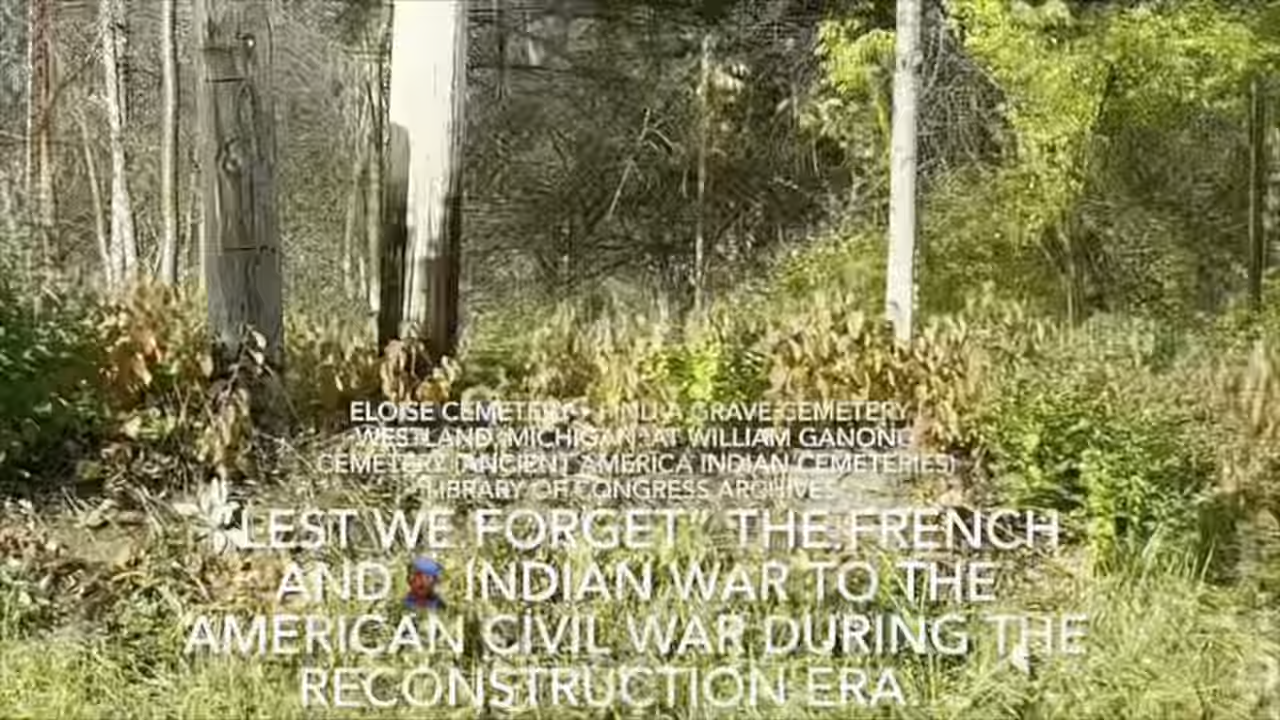 ELOISE CEMETERY • FIND A GRAVE CEMETERY
WESTLAND, MICHIGAN. AT WILLIAM GANONG
CEMETERY (ANCIENT AMERICA INDIAN CEMETERIES)
LIBRARY OF CONGRESS ARCHIVES
LEST WE FORGET" THE FRENCH
AND INDIAN WAR TO THE
AMERICAN CIVIL WAR DURING THE
RECONSTRUCTION ERA.